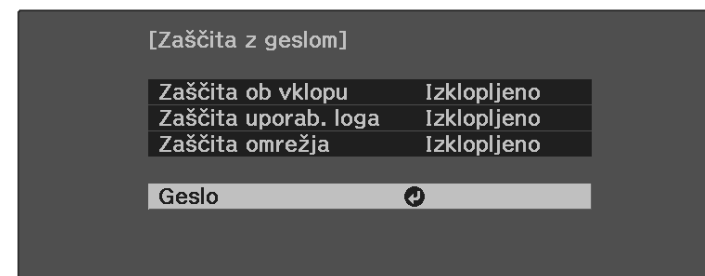 [Zaščita z geslom]
Zaščita ob vklopu Izklopljeno
Zaščita uporab. loga Izklopljeno
Zaščita omrežja Izklopljeno
Geslo